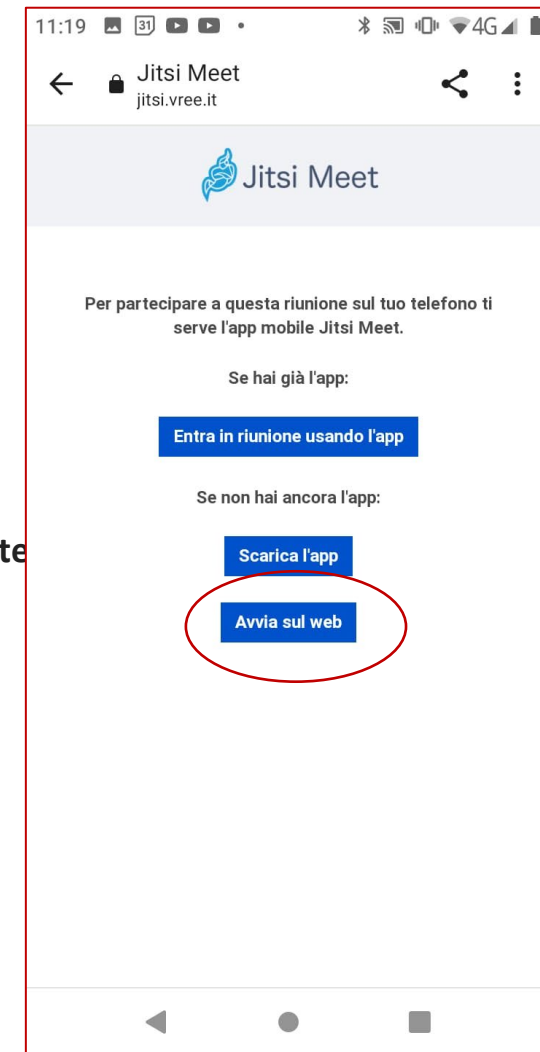 11:19 31 4G
Jitsi Meet
jitsi.vree.it
Jitsi Meet
Per partecipare a questa riunione sul tuo telefono ti
serve l'app mobile Jitsi Meet.
Se hai già l'app:
Entra in riunione usando l'app
Se non hai ancora l'app:
te
Scarica l'app
Avvia sul web